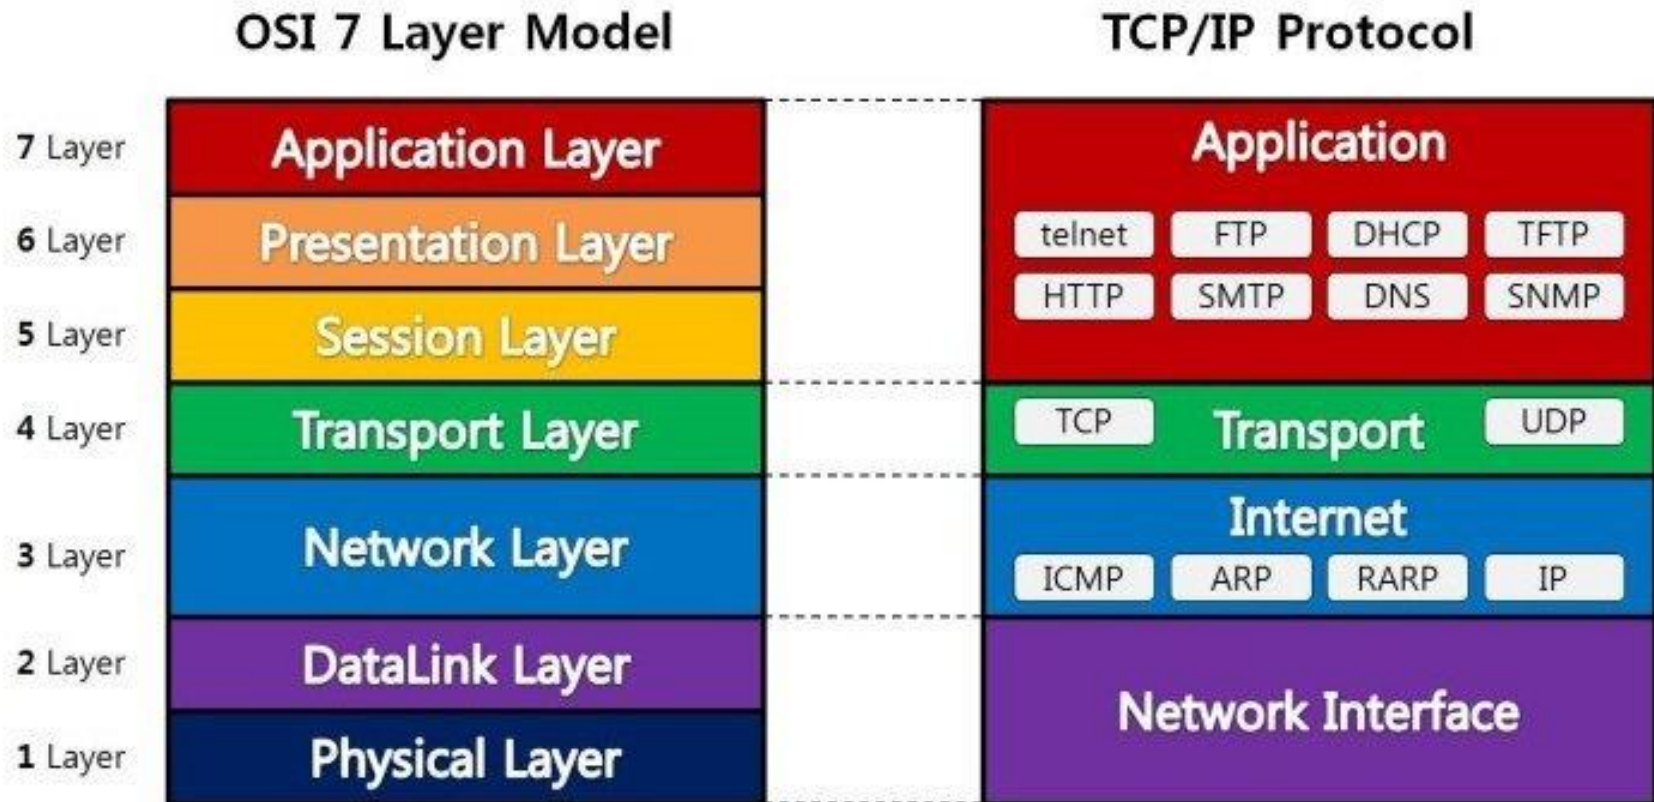 OSI 7 Layer Model
TCP/IP Protocol
7 Layer
Application Layer
6 Layer
Presentation Layer
5 Layer
Session Layer
4 Layer
Transport Layer
3 Layer
Network Layer
2 Layer
DataLink Layer
1 Layer
Physical Layer
Application
telnet FTP DHCP TFTP
HTTP SMTP DNS SNMP
TCP Transport UDP
Internet
ICMP ARP RARP IP
Network Interface